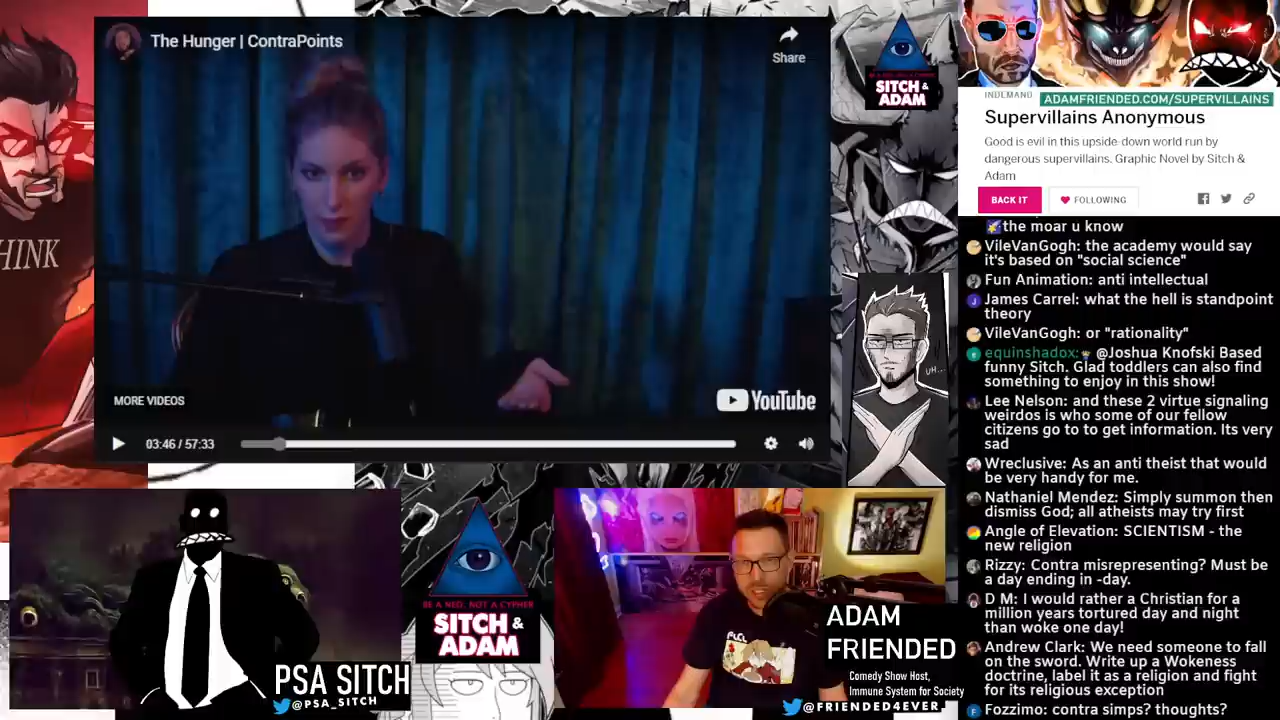 The Hunger | ContraPoints
Share
MORE VIDEOS
YouTube
03:46 / 57:33
HINK
BE A NEO, NOT A CYPHER
SITCH &
ADAM
UH...
INDEMAND
ADAMFRIENDED.COM/SUPERVILLAINS
Supervillains Anonymous
Good is evil in this upside-down world run by
dangerous supervillains. Graphic Novel by Sitch &
Adam
BACK IT
FOLLOWING
the moar u know
VileVanGogh: the academy would say
it's based on "social science"
Fun Animation: anti intellectual
James Carrel: what the hell is standpoint
theory
VileVanGogh: or "rationality"
equinshadox: @Joshua Knofski Based
funny Sitch. Glad toddlers can also find
something to enjoy in this show!
Lee Nelson: and these 2 virtue signaling
weirdos is who some of our fellow
citizens go to to get information. Its very
sad
Wreclusive: As an anti theist that would
be very handy for me.
Nathaniel Mendez: Simply summon then
dismiss God; all atheists may try first
Angle of Elevation: SCIENTISM - the
new religion
Rizzy: Contra misrepresenting? Must be
a day ending in -day.
D M: I would rather a Christian for a
million years tortured day and night
than woke one day!
Andrew Clark: We need someone to fall
on the sword. Write up a Wokeness
doctrine, label it as a religion and fight
for its religious exception
Fozzimo: contra simps? thoughts?
PSA SITCH
@PSA_SITCH
BE A NEO, NOT A CYPHER
SITCH &
ADAM
FLCL
ADAM
FRIENDED
Comedy Show Host,
Immune System for Society
@FRIENDED4EVER